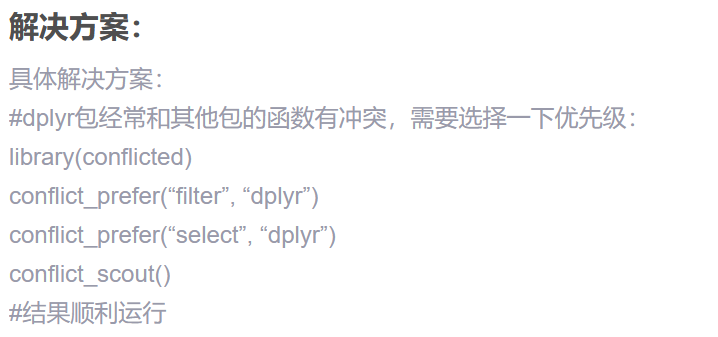 解决方案：
具体解决方案：
#dplyr包经常和其他包的函数有冲突，需要选择一下优先级：
library(conflicted)
conflict_prefer(“filter”, “dplyr”)
conflict_prefer(“select”, “dplyr”)
conflict_scout()
#结果顺利运行